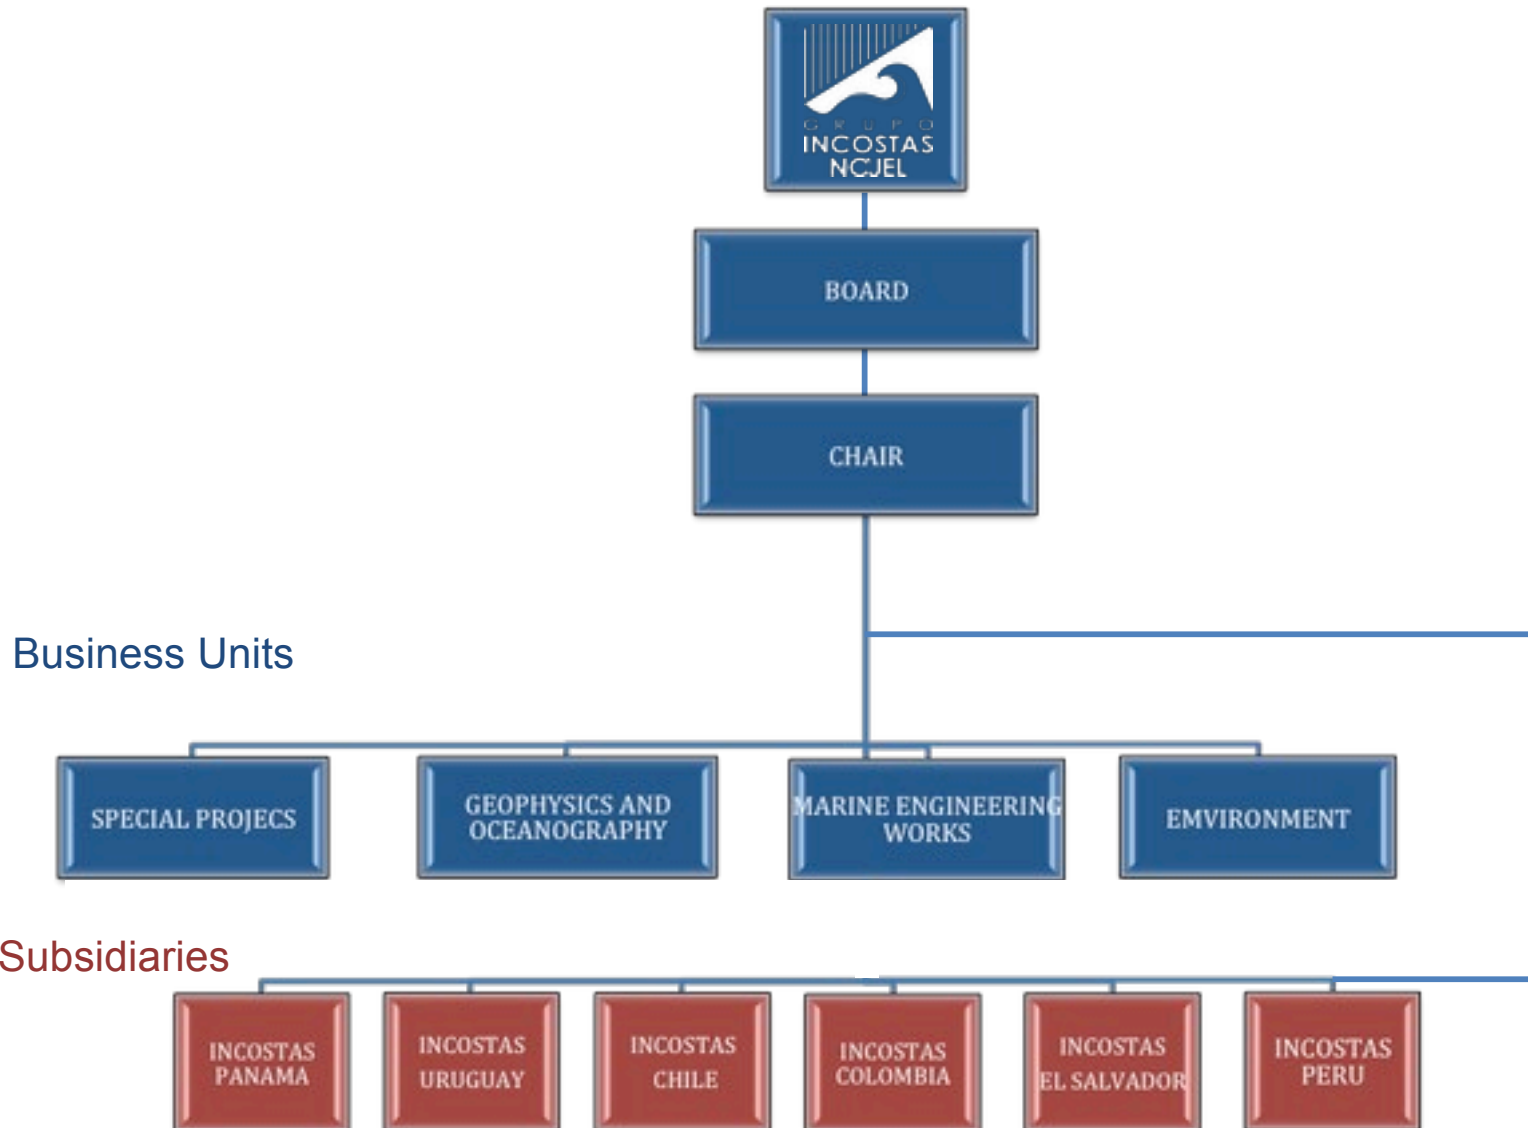 GRUPO
INCOSTAS
NCJEL
BOARD
CHAIR
Business Units
SPECIAL PROJECS
GEOPHYSICS AND
OCEANOGRAPHY
MARINE ENGINEERING
WORKS
EMVIRONMENT
Subsidiaries
INCOSTAS
PANAMA
INCOSTAS
URUGUAY
INCOSTAS
CHILE
INCOSTAS
COLOMBIA
INCOSTAS
EL SALVADOR
INCOSTAS
PERU